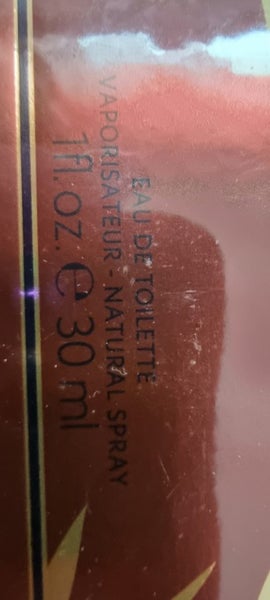 EAU DE TOILETTE
VAPORISATEUR - NATURAL SPRAY
1fl. oz. ℮ 30 ml